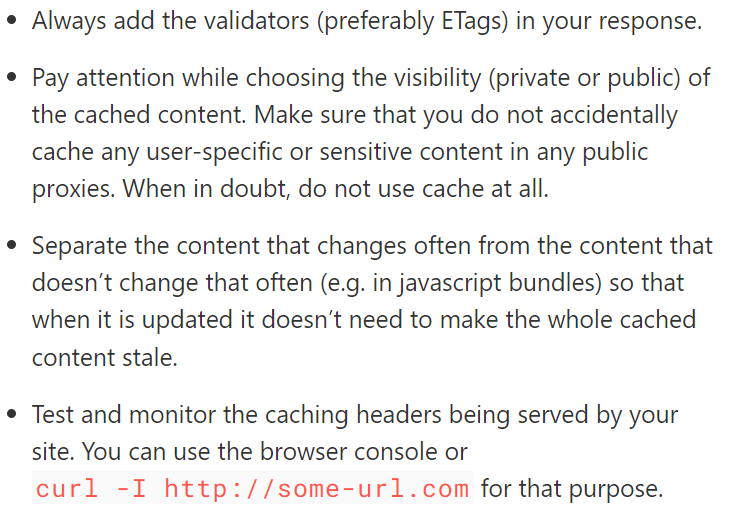 • Always add the validators (preferably ETags) in your response.
• Pay attention while choosing the visibility (private or public) of
the cached content. Make sure that you do not accidentally
cache any user-specific or sensitive content in any public
proxies. When in doubt, do not use cache at all.
• Separate the content that changes often from the content that
doesn’t change that often (e.g. in javascript bundles) so that
when it is updated it doesn’t need to make the whole cached
content stale.
• Test and monitor the caching headers being served by your
site. You can use the browser console or
curl -I http://some-url.com for that purpose.